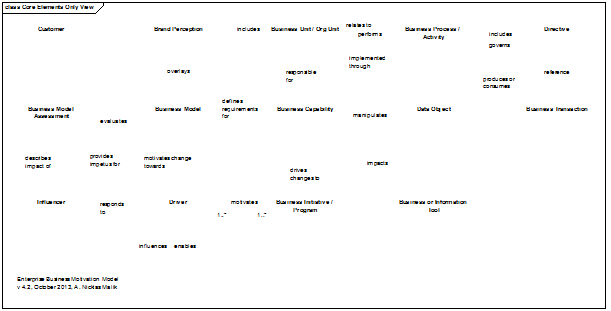 class Core Elements Only View
Customer
Brand Perception
includes
Business Unit / Org Unit
relates to
performs
Business Process /
Activity
includes
governs
Directive
overlays
responsible
for
implemented
through
produces or
consumes
reference
Business Model
Assessment
evaluates
Business Model
defines
requirements
for
Business Capability
manipulates
Data Object
Business Transaction
describes
impact of
provides
impetus for
motivates change
towards
drives
changes to
impacts
Influencer
responds
to
Driver
motivates
1..*
1..*
Business Initiative /
Program
Business or Information
Tool
influences
enables
Enterprise Business Motivation Model
v 4.2, October 2013, A. Nicklas Malik